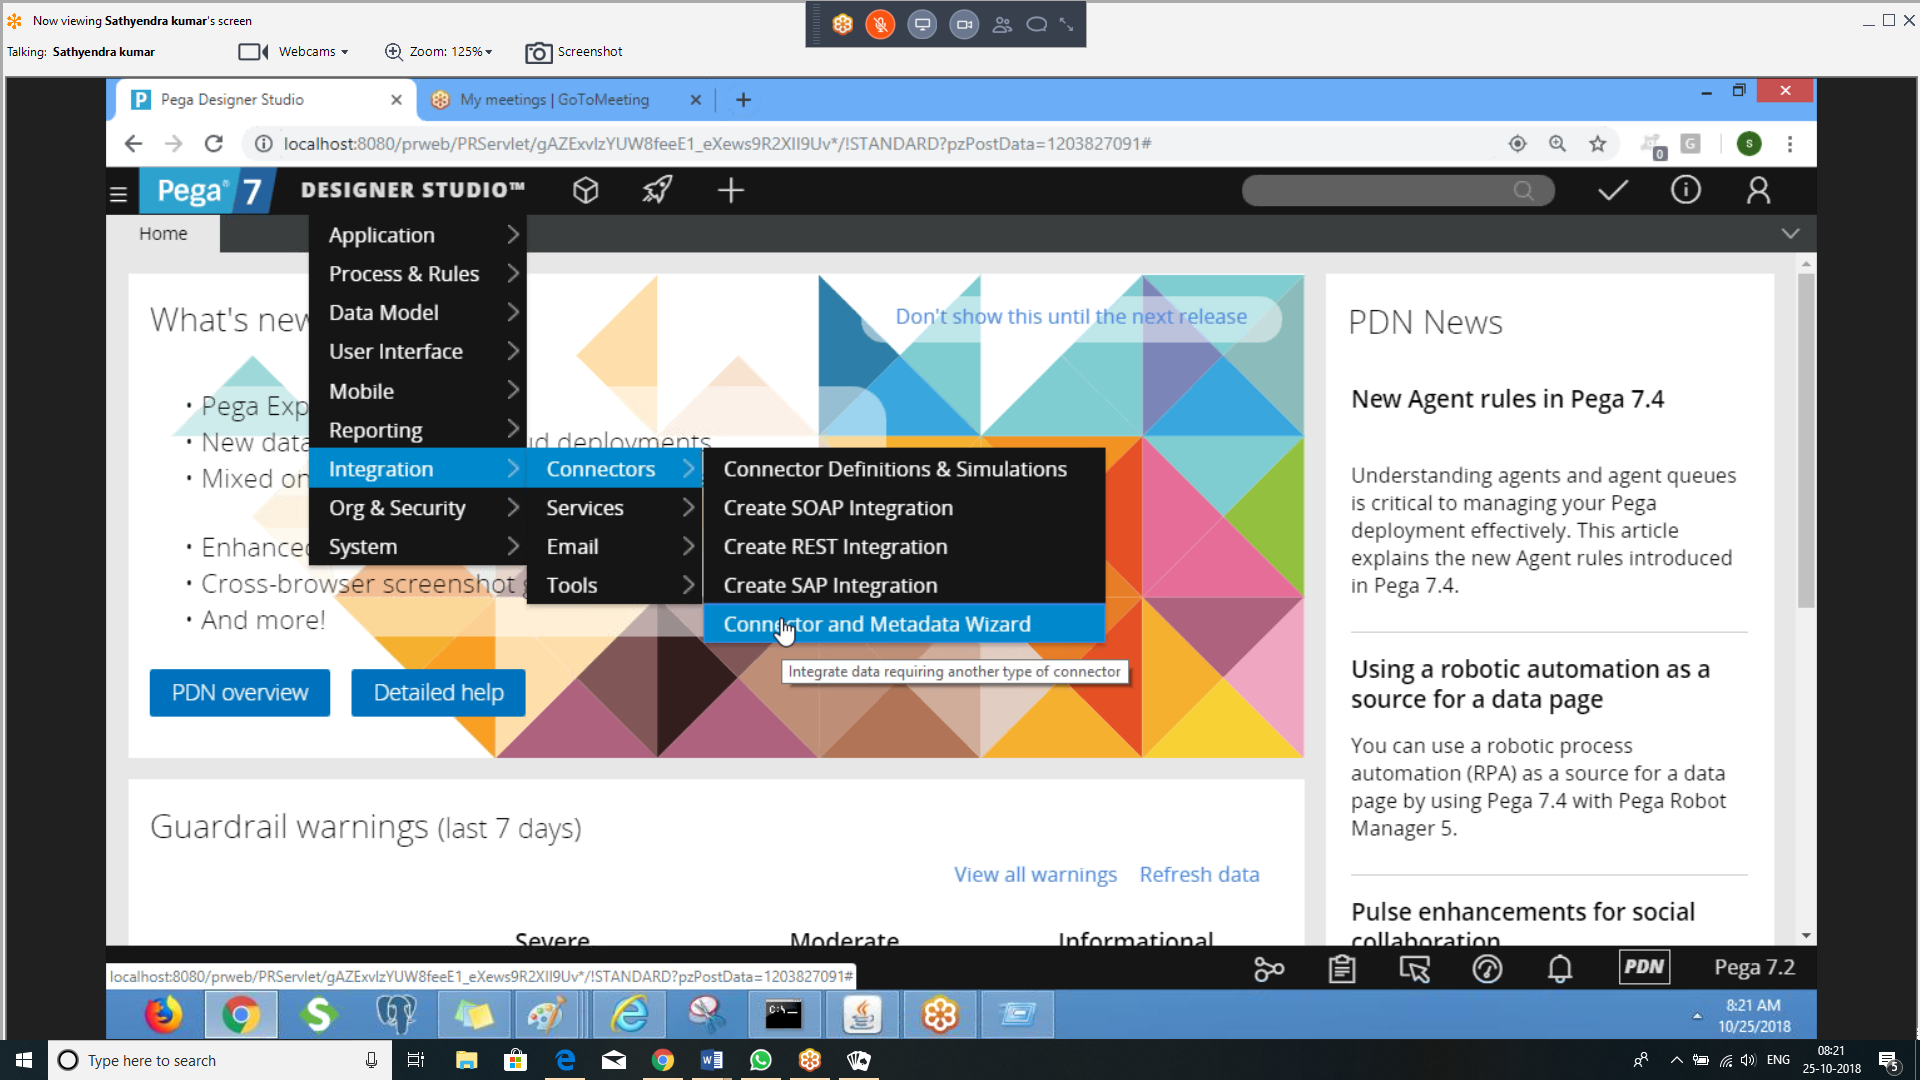 Now viewing Sathyendra kumar's screen
Talking: Sathyendra kumar
Webcams
Zoom: 125%
Screenshot
Pega Designer Studio
My meetings | GoToMeeting
localhost:8080/prweb/PRServlet/gAZExvlzYUW8feeE1_eXews9R2XII9Uv*/!STANDARD?pzPostData=1203827091#
0
G
S
Pega 7
DESIGNER STUDIO™
Home
Application
Process & Rules
Data Model
User Interface
Mobile
Reporting
Integration
Org & Security
System
Connectors
Services
Email
Tools
Connector Definitions & Simulations
Create SOAP Integration
Create REST Integration
Create SAP Integration
Connector and Metadata Wizard
Integrate data requiring another type of connector
What's new
Don't show this until the next release
• Pega Exp
• New data
ud deployments
• Mixed on
• Enhanced
• Cross-browser screenshot g
• And more!
PDN overview
Detailed help
Guardrail warnings (last 7 days)
View all warnings
Refresh data
Severe
Moderate
Informational
PDN News
New Agent rules in Pega 7.4
Understanding agents and agent queues
is critical to managing your Pega
deployment effectively. This article
explains the new Agent rules introduced
in Pega 7.4.
Using a robotic automation as a
source for a data page
You can use a robotic process
automation (RPA) as a source for a data
page by using Pega 7.4 with Pega Robot
Manager 5.
Pulse enhancements for social
collaboration
localhost:8080/prweb/PRServlet/gAZExvlzYUW8feeE1_eXews9R2XII9Uv*/!STANDARD?pzPostData=1203827091#
PDN
Pega 7.2
8:21 AM
10/25/2018
Type here to search
ENG
08:21
25-10-2018
5